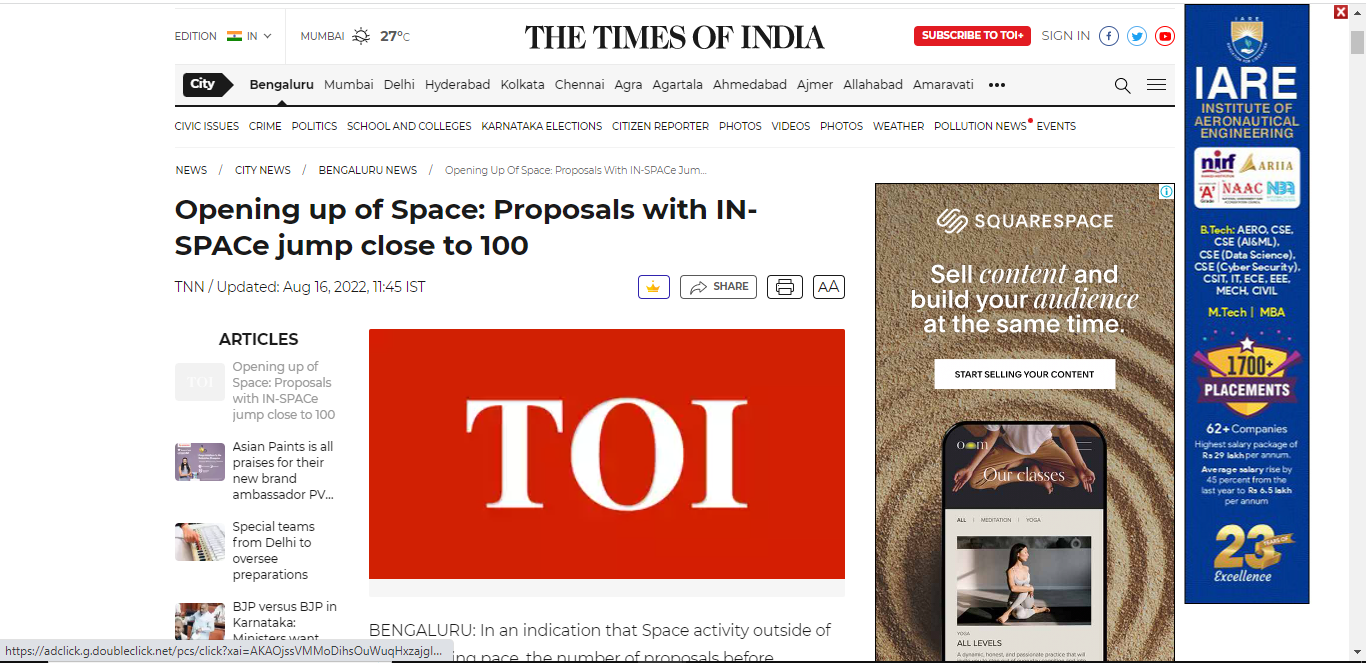 EDITION IN
MUMBAI 27°C
THE TIMES OF INDIA
SUBSCRIBE TO TOI+ SIGN IN
City Bengaluru Mumbai Delhi Hyderabad Kolkata Chennai Agra Agartala Ahmedabad Ajmer Allahabad Amaravati •••
CIVIC ISSUES CRIME POLITICS SCHOOL AND COLLEGES KARNATAKA ELECTIONS CITIZEN REPORTER PHOTOS VIDEOS PHOTOS WEATHER POLLUTION NEWS EVENTS
NEWS / CITY NEWS / BENGALURU NEWS / Opening Up Of Space: Proposals With IN-SPACe Jum...
Opening up of Space: Proposals with IN-
SPACe jump close to 100
TNN / Updated: Aug 16, 2022, 11:45 IST
SHARE
AA
ARTICLES
TOI
Opening up of
Space: Proposals
with IN-SPACe
jump close to 100
Asian Paints is all
praises for their
new brand
ambassador PV...
Special teams
from Delhi to
oversee
preparations
BJP versus BJP in
Karnataka:
Ministers want
TOI
BENGALURU: In an indication that Space activity outside of
ing pace, the number of proposals before
https://adclick.g.doubleclick.net/pcs/click?xai=AKAOjssVMMoDihsOuWuqHxzajgl...
SQUARESPACE
Sell content and
build your audience
at the same time.
START SELLING YOUR CONTENT
Our classes
ALL | MEDITATION | YOGA
YOGA
ALL LEVELS
A dynamic, honest, and passionate practice that
IARE
IARE
INSTITUTE OF
AERONAUTICAL
ENGINEERING
nirf ARIIA
'A' Grade NAAC NBA
B.Tech: AERO, CSE,
CSE (AI&ML),
CSE (Data Science),
CSE (Cyber Security),
CSIT, IT, ECE, EEE,
MECH, CIVIL
M.Tech | MBA
1700+
PLACEMENTS
62+ Companies
Highest salary package of
Rs 29 lakh per annum.
Average salary rise by
45 percent from the
last year to Rs 6.5 lakh
per annum
23 YEARS OF
Excellence